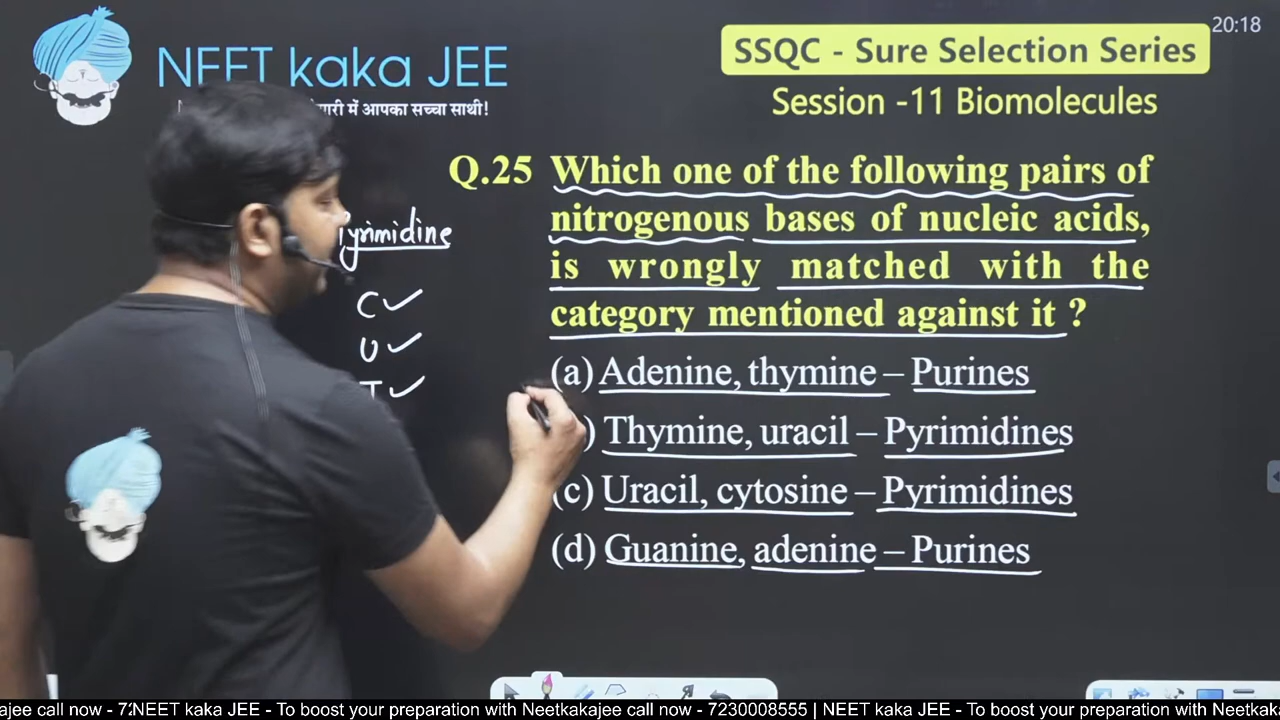 20:18
NEET kaka JEE
SSQC - Sure Selection Series
में आपका सच्चा साथी!
Session -11 Biomolecules
Q.25 Which one of the following pairs of
nitrogenous bases of nucleic acids,
is wrongly matched with the
category mentioned against it ?
yrimidine
C ✓
U ✓
T ✓
(a) Adenine, thymine – Purines
) Thymine, uracil – Pyrimidines
(c) Uracil, cytosine – Pyrimidines
(d) Guanine, adenine – Purines
ajee call now - 7 NEET kaka JEE - To boost your preparation with Neetkakajee call now - 7230008555 | NEET kaka JEE - To boost your preparation with Neetka